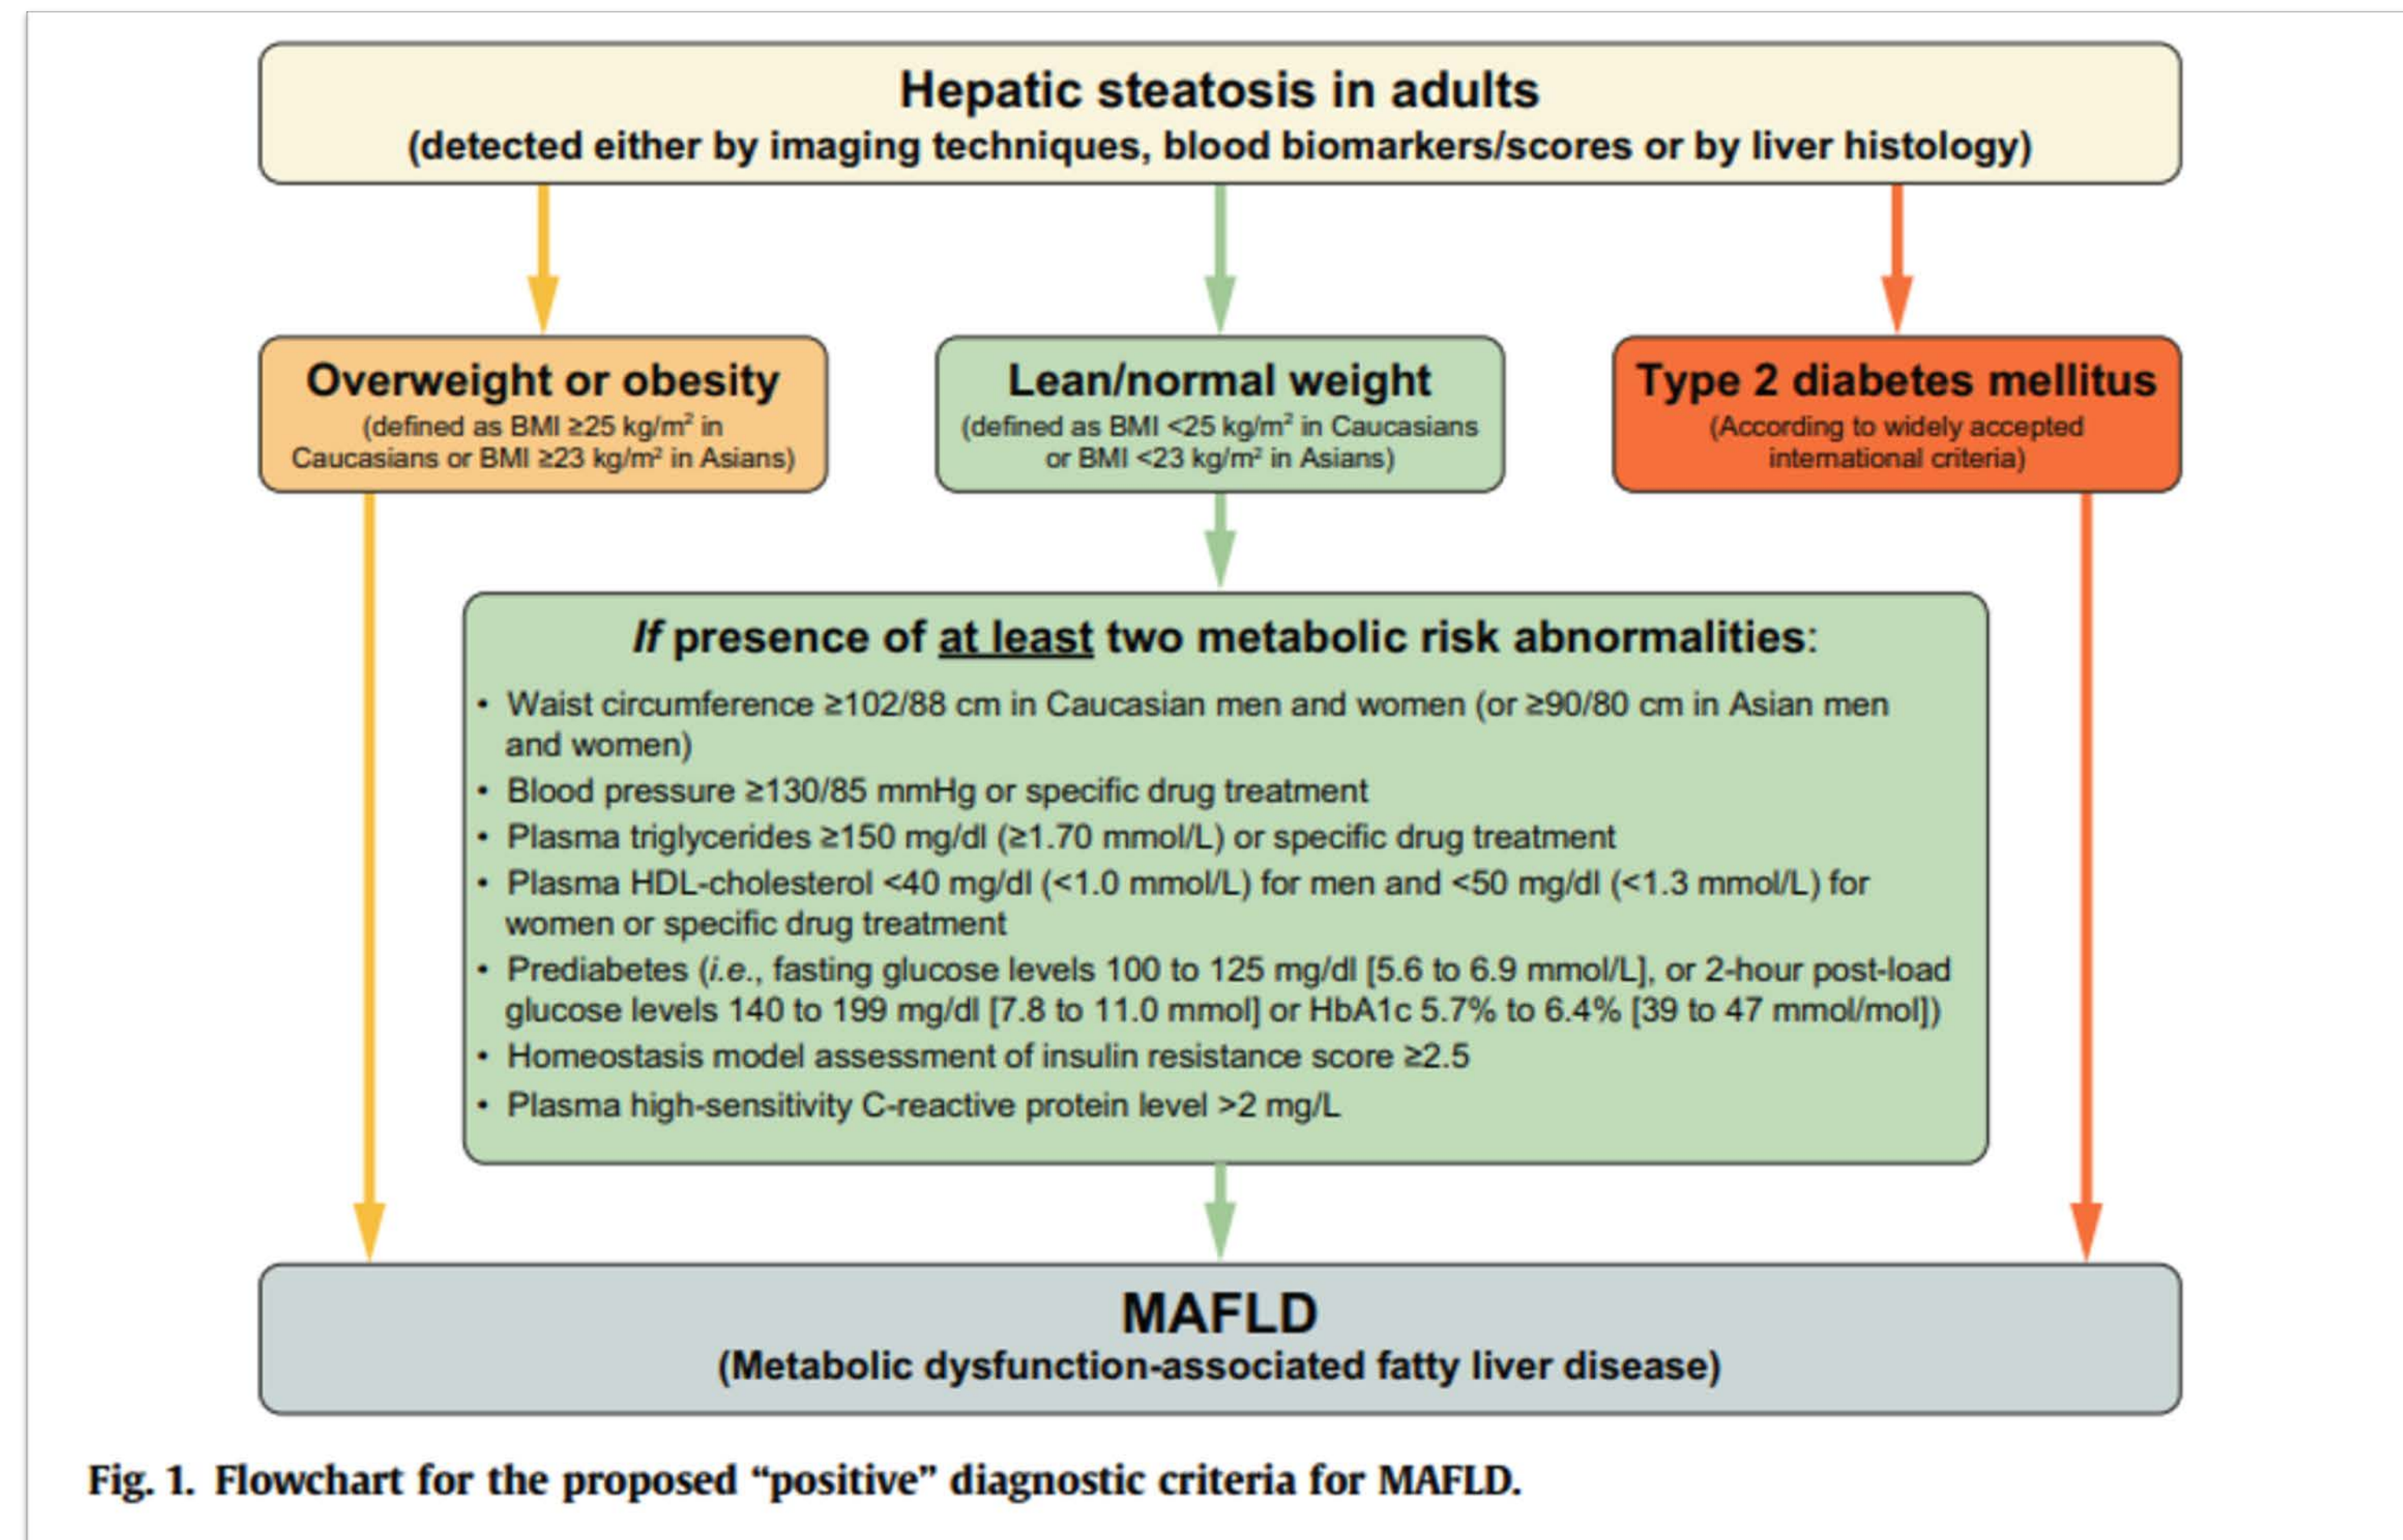 Hepatic steatosis in adults
(detected either by imaging techniques, blood biomarkers/scores or by liver histology)
Overweight or obesity
(defined as BMI ≥25 kg/m² in
Caucasians or BMI ≥23 kg/m² in Asians)
Lean/normal weight
(defined as BMI <25 kg/m² in Caucasians
or BMI <23 kg/m² in Asians)
Type 2 diabetes mellitus
(According to widely accepted
international criteria)
If presence of at least two metabolic risk abnormalities:
• Waist circumference ≥102/88 cm in Caucasian men and women (or ≥90/80 cm in Asian men
and women)
• Blood pressure ≥130/85 mmHg or specific drug treatment
• Plasma triglycerides ≥150 mg/dl (≥1.70 mmol/L) or specific drug treatment
• Plasma HDL-cholesterol <40 mg/dl (<1.0 mmol/L) for men and <50 mg/dl (<1.3 mmol/L) for
women or specific drug treatment
• Prediabetes (i.e., fasting glucose levels 100 to 125 mg/dl [5.6 to 6.9 mmol/L], or 2-hour post-load
glucose levels 140 to 199 mg/dl [7.8 to 11.0 mmol] or HbA1c 5.7% to 6.4% [39 to 47 mmol/mol])
• Homeostasis model assessment of insulin resistance score ≥2.5
• Plasma high-sensitivity C-reactive protein level >2 mg/L
MAFLD
(Metabolic dysfunction-associated fatty liver disease)
Fig. 1. Flowchart for the proposed “positive” diagnostic criteria for MAFLD.